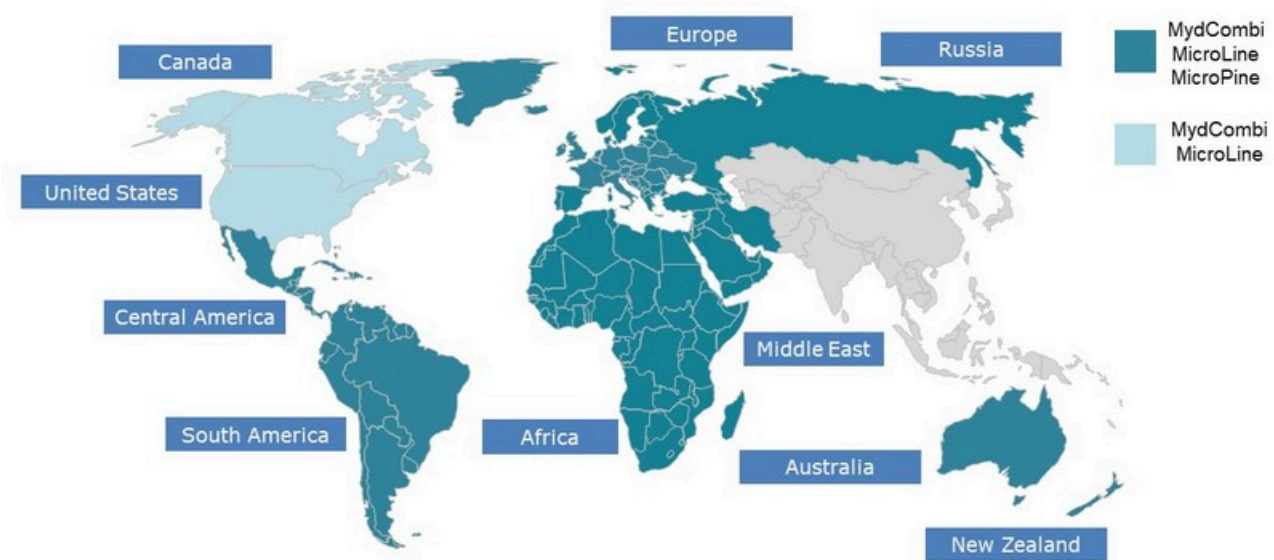 Europe
Russia
Canada
MydCombi
MicroLine
MicroPine
MydCombi
MicroLine
United States
Central America
Middle East
South America
Africa
Australia
New Zealand